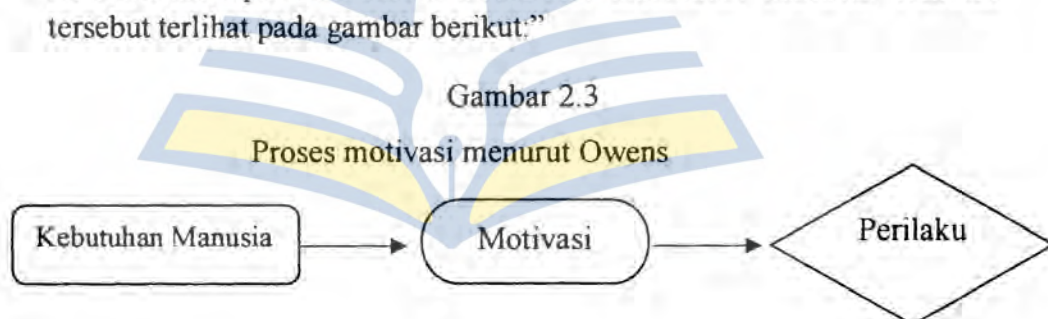 tersebut terlihat pada gambar berikut:”
Gambar 2.3
Proses motivasi menurut Owens
Kebutuhan Manusia
Motivasi
Perilaku